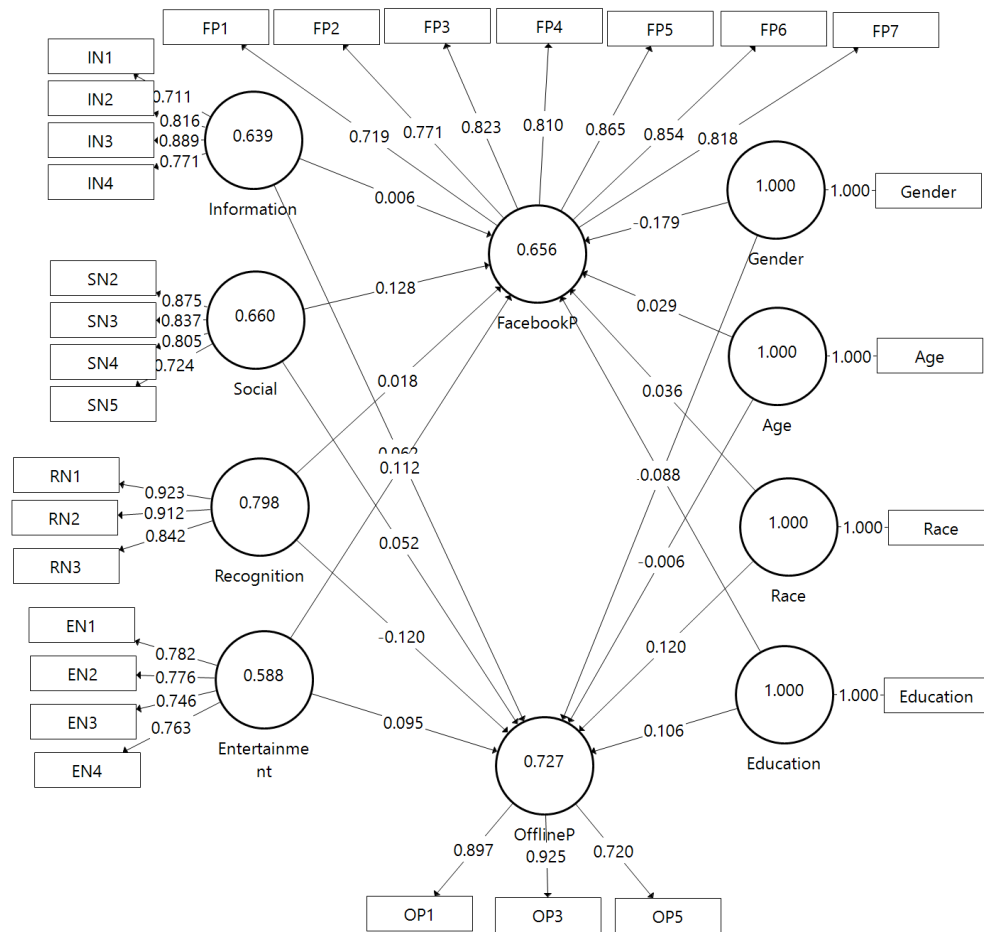 FP1
FP2
FP3
FP4
FP5
FP6
FP7
IN1
IN2
IN3
IN4
0.711
0.816
0.889
0.771
0.639
Information
0.719
0.771
0.823
0.810
0.865
0.854
0.818
0.006
0.656
FacebookP
-0.179
1.000
Gender
1.000
Gender
SN2
SN3
SN4
SN5
0.875
0.837
0.805
0.724
0.660
Social
0.128
0.029
1.000
Age
1.000
Age
0.018
0.036
0.112
0.088
RN1
RN2
RN3
0.923
0.912
0.842
0.798
Recognition
0.052
-0.006
1.000
Race
1.000
Race
-0.120
0.120
EN1
EN2
EN3
EN4
0.782
0.776
0.746
0.763
0.588
Entertainme
nt
0.095
0.106
1.000
Education
1.000
Education
0.727
OfflineP
0.897
0.925
0.720
OP1
OP3
OP5